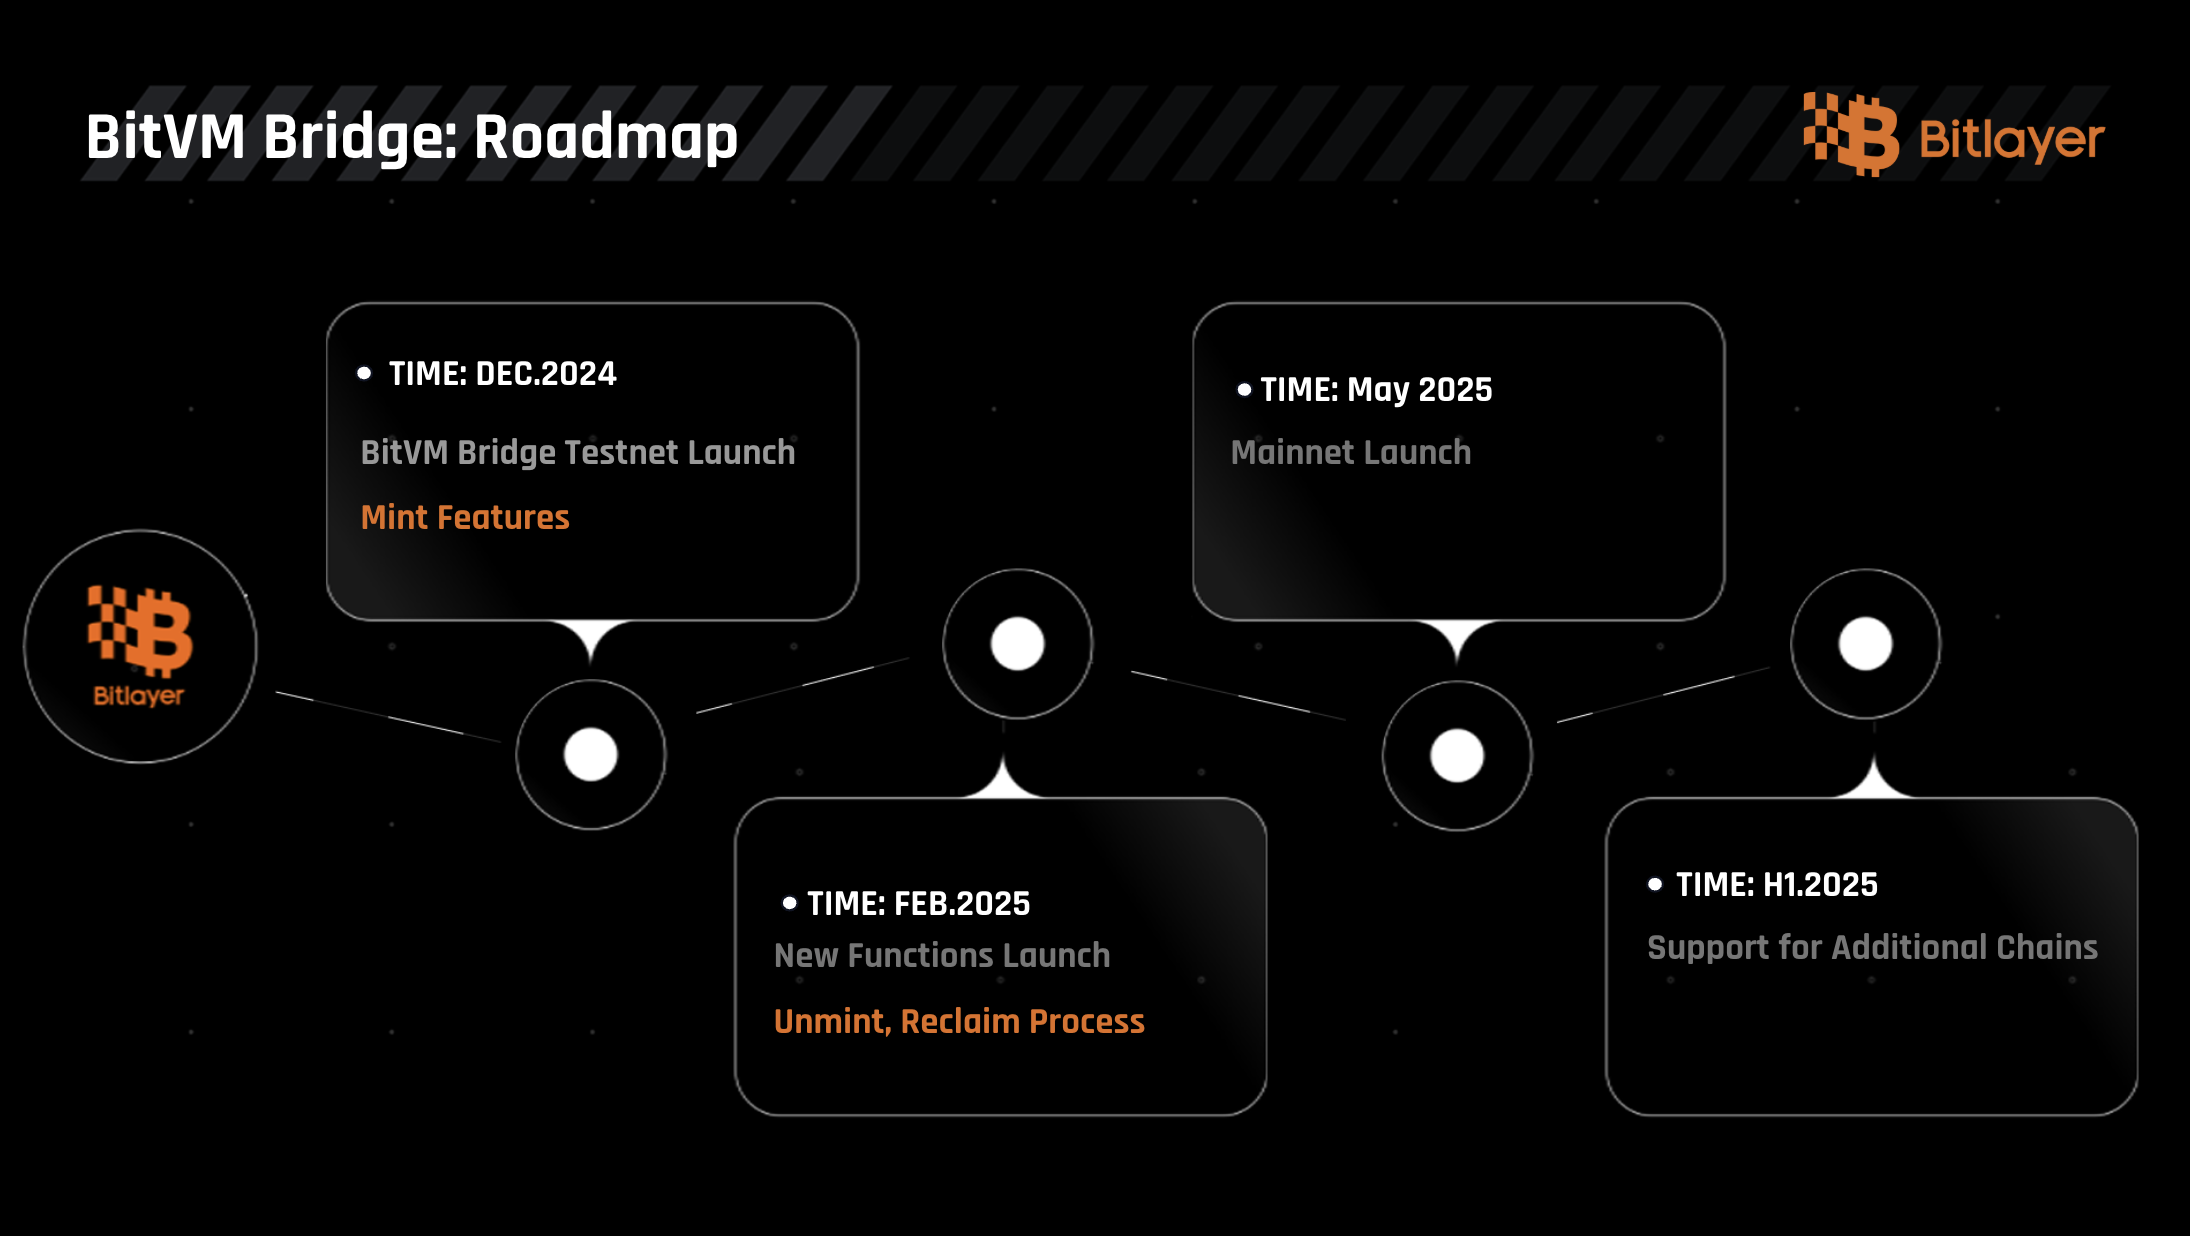 BitVM Bridge: Roadmap
Bitlayer
TIME: DEC.2024
BitVM Bridge Testnet Launch
Mint Features
TIME: May 2025
Mainnet Launch
Bitlayer
TIME: FEB.2025
New Functions Launch
Unmint, Reclaim Process
TIME: H1.2025
Support for Additional Chains